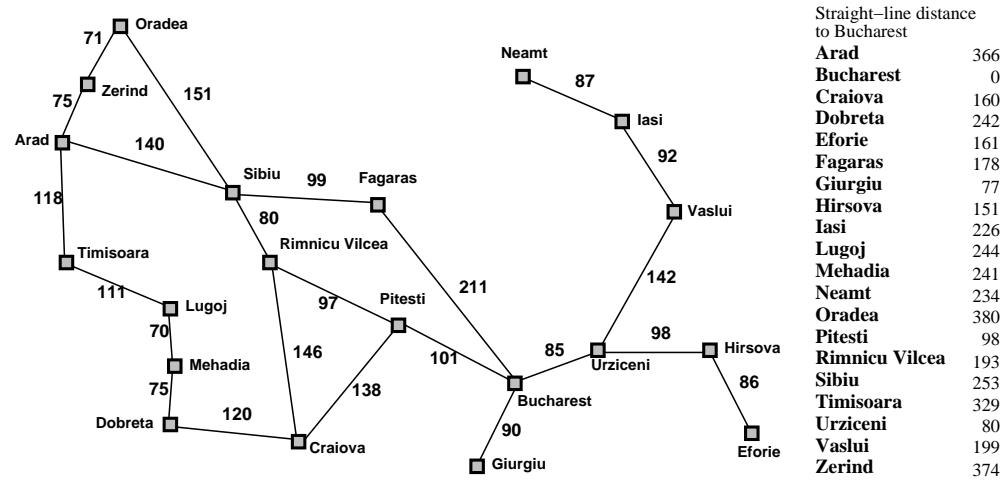 Oradea
71
Neamt
87
Zerind
75
151
Iasi
Arad
140
92
Sibiu
99
Fagaras
118
80
Vaslui
Rimnicu Vilcea
Timisoara
142
111
211
Lugoj
97
Pitesti
70
98
Hirsova
146
85
Mehadia
101
Urziceni
86
75
138
Bucharest
120
Dobreta
90
Craiova
Eforie
Giurgiu
Straight−line distance
to Bucharest
Arad 366
Bucharest 0
Craiova 160
Dobreta 242
Eforie 161
Fagaras 178
Giurgiu 77
Hirsova 151
Iasi 226
Lugoj 244
Mehadia 241
Neamt 234
Oradea 380
Pitesti 98
Rimnicu Vilcea 193
Sibiu 253
Timisoara 329
Urziceni 80
Vaslui 199
Zerind 374